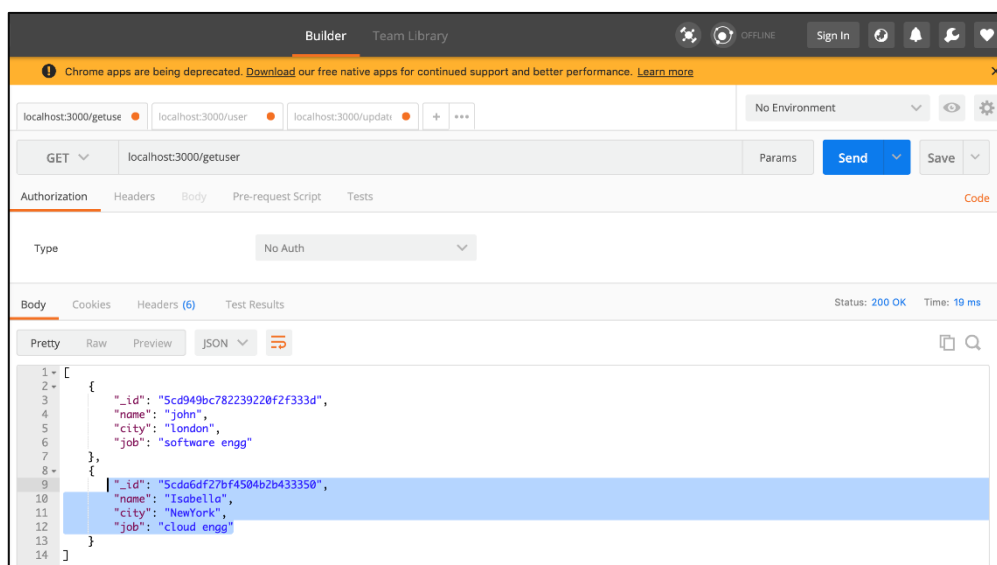 Builder Team Library OFFLINE Sign In
Chrome apps are being deprecated. Download our free native apps for continued support and better performance. Learn more
localhost:3000/getuse localhost:3000/user localhost:3000/updat + ••• No Environment
GET localhost:3000/getuser Params Send Save
Authorization Headers Body Pre-request Script Tests Code
Type No Auth
Body Cookies Headers (6) Test Results Status: 200 OK Time: 19 ms
Pretty Raw Preview JSON
1 [
2 {
3 "_id": "5cd949bc782239220f2f333d",
4 "name": "john",
5 "city": "london",
6 "job": "software engg"
7 },
8 {
9 "_id": "5cda6df27bf4504b2b433350",
10 "name": "Isabella",
11 "city": "NewYork",
12 "job": "cloud engg"
13 }
14 ]